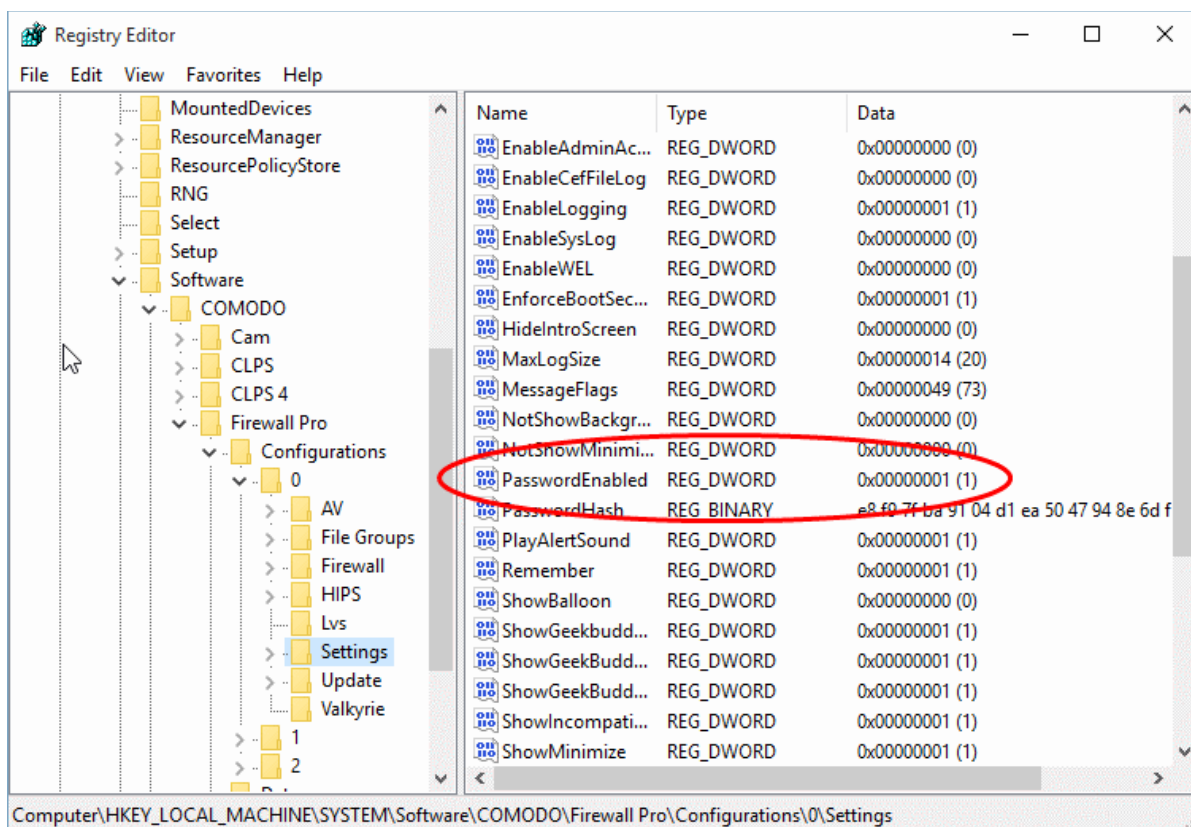 Registry Editor
File Edit View Favorites Help
MountedDevices
ResourceManager
ResourcePolicyStore
RNG
Select
Setup
Software
COMODO
Cam
CLPS
CLPS 4
Firewall Pro
Configurations
0
AV
File Groups
Firewall
HIPS
Lvs
Settings
Update
Valkyrie
1
2
Name Type Data
EnableAdminAc... REG_DWORD 0x00000000 (0)
EnableCefFileLog REG_DWORD 0x00000000 (0)
EnableLogging REG_DWORD 0x00000001 (1)
EnableSysLog REG_DWORD 0x00000000 (0)
EnableWEL REG_DWORD 0x00000000 (0)
EnforceBootSec... REG_DWORD 0x00000001 (1)
HideIntroScreen REG_DWORD 0x00000000 (0)
MaxLogSize REG_DWORD 0x00000014 (20)
MessageFlags REG_DWORD 0x00000049 (73)
NotShowBackgr... REG_DWORD 0x00000000 (0)
NotShowMinimi... REG_DWORD 0x00000000 (0)
PasswordEnabled REG_DWORD 0x00000001 (1)
PasswordHash REG_BINARY e8 f9 7f ba 91 04 d1 ea 50 47 94 8e 6d f
PlayAlertSound REG_DWORD 0x00000001 (1)
Remember REG_DWORD 0x00000001 (1)
ShowBalloon REG_DWORD 0x00000000 (0)
ShowGeekbudd... REG_DWORD 0x00000001 (1)
ShowGeekBudd... REG_DWORD 0x00000001 (1)
ShowGeekBudd... REG_DWORD 0x00000001 (1)
ShowIncompati... REG_DWORD 0x00000001 (1)
ShowMinimize REG_DWORD 0x00000001 (1)
Computer\HKEY_LOCAL_MACHINE\SYSTEM\Software\COMODO\Firewall Pro\Configurations\0\Settings